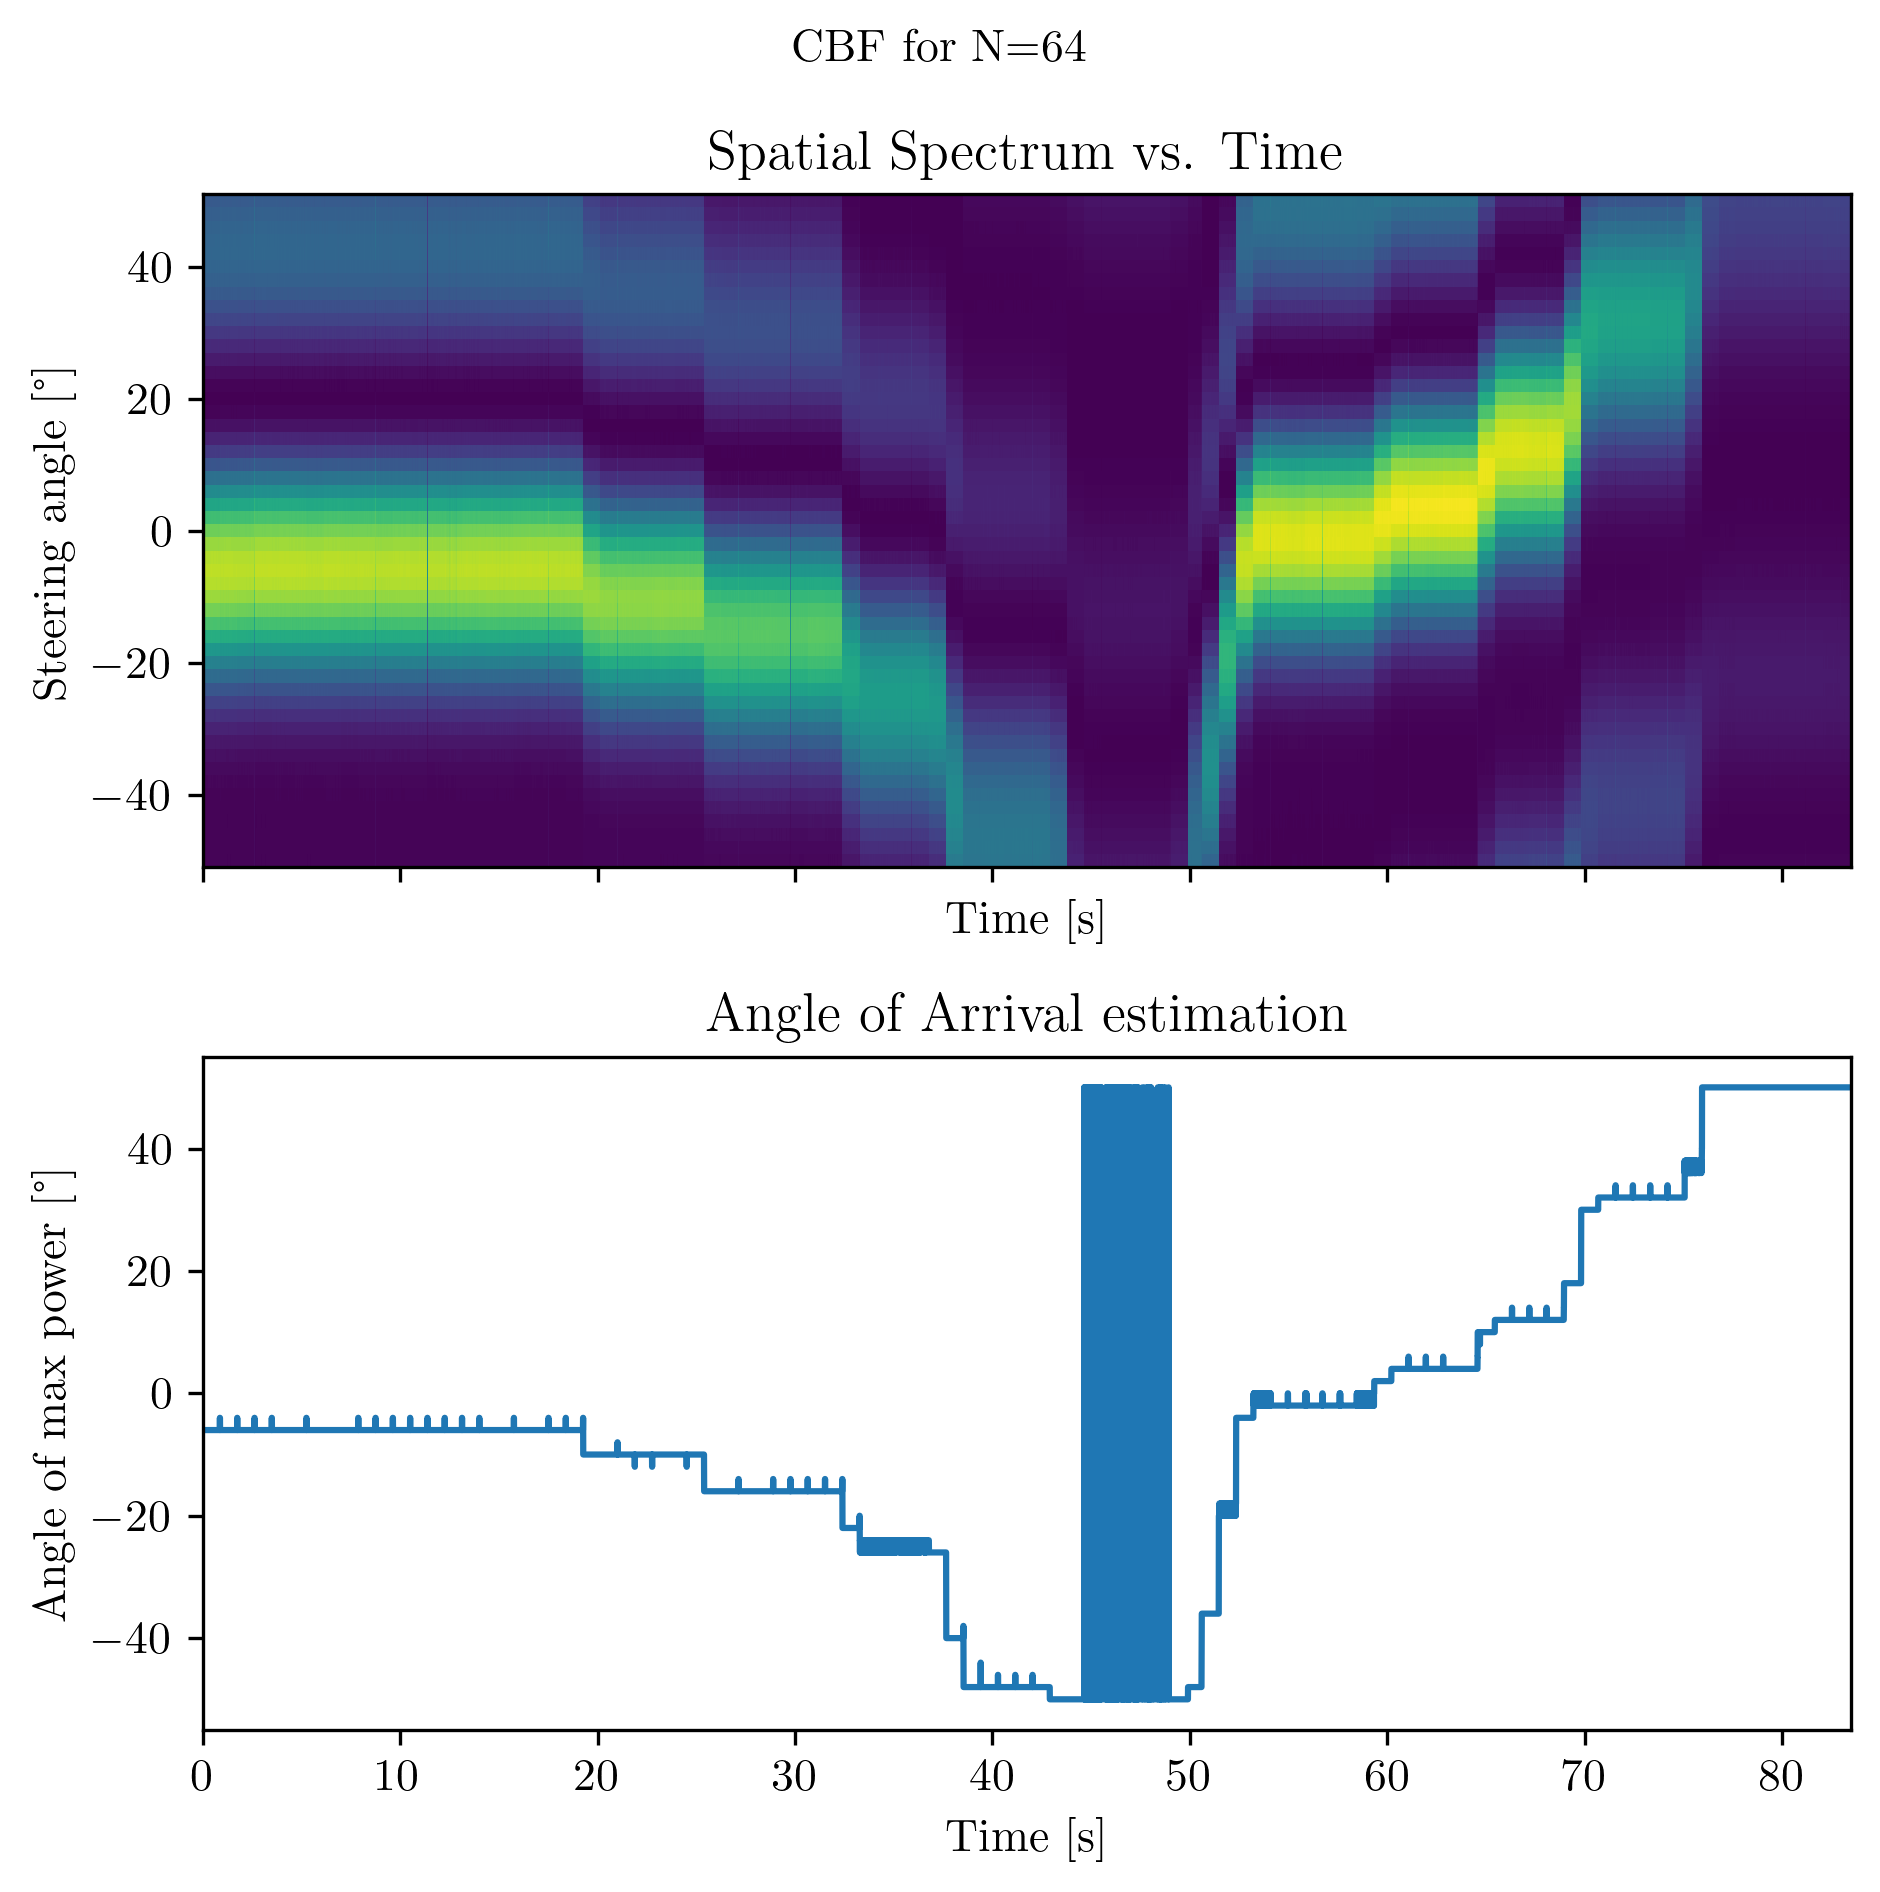 CBF for N=64
Spatial Spectrum vs. Time
Steering angle [°]
40
20
0
−20
−40
Time [s]
Angle of Arrival estimation
Angle of max power [°]
40
20
0
−20
−40
0 10 20 30 40 50 60 70 80
Time [s]